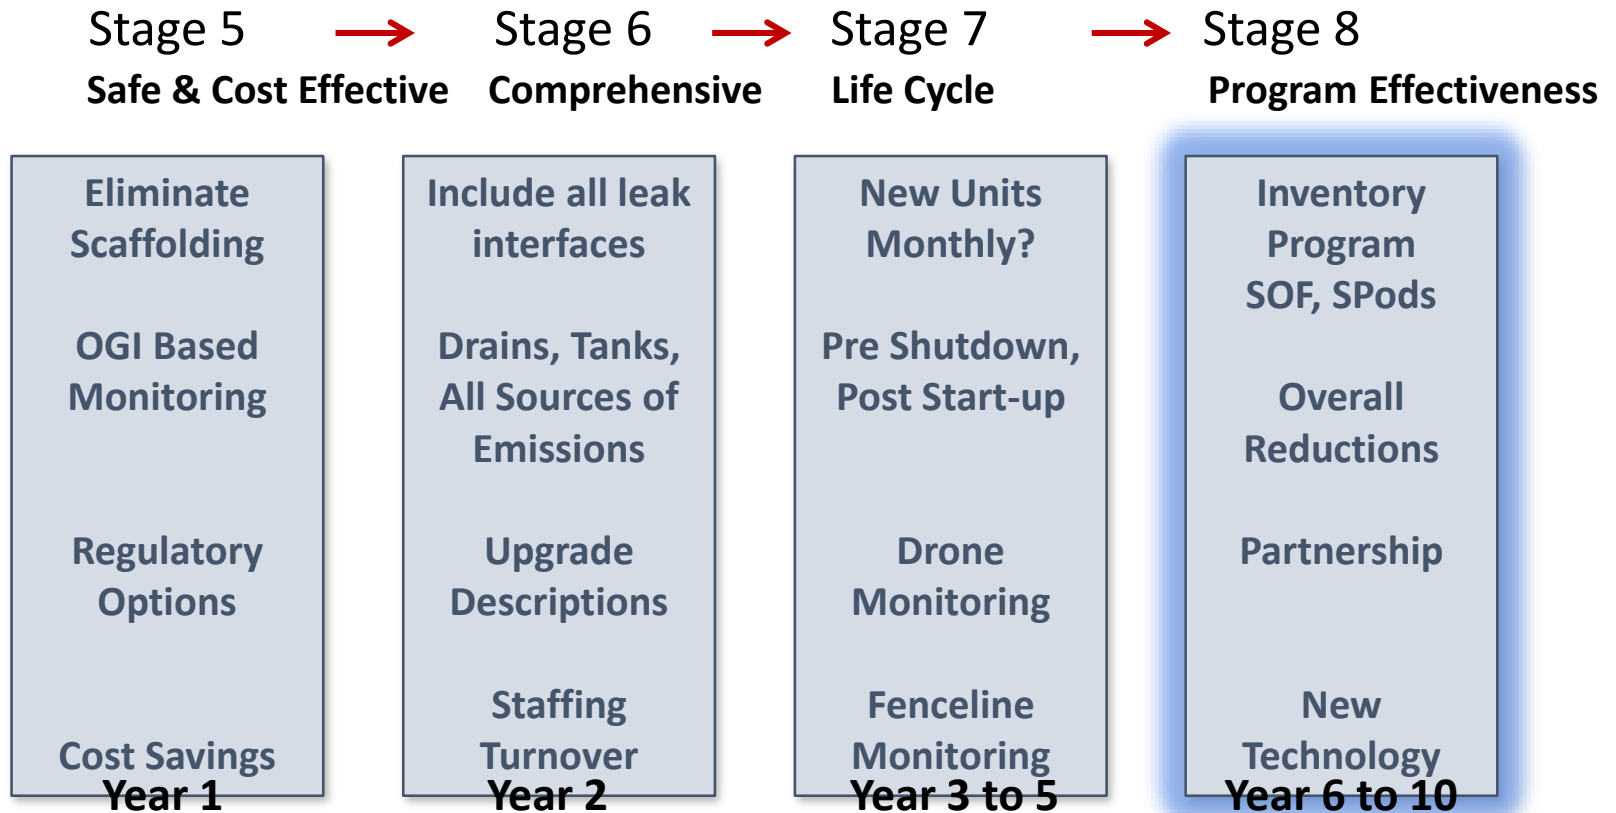 Stage 5
Stage 6
Stage 7
Stage 8
Safe & Cost Effective
Comprehensive
Life Cycle
Program Effectiveness
Eliminate
Scaffolding
OGI Based
Monitoring
Regulatory
Options
Cost Savings
Year 1
Include all leak
interfaces
Drains, Tanks,
All Sources of
Emissions
Upgrade
Descriptions
Staffing
Turnover
Year 2
New Units
Monthly?
Pre Shutdown,
Post Start-up
Drone
Monitoring
Fenceline
Monitoring
Year 3 to 5
Inventory
Program
SOF, SPods
Overall
Reductions
Partnership
New
Technology
Year 6 to 10